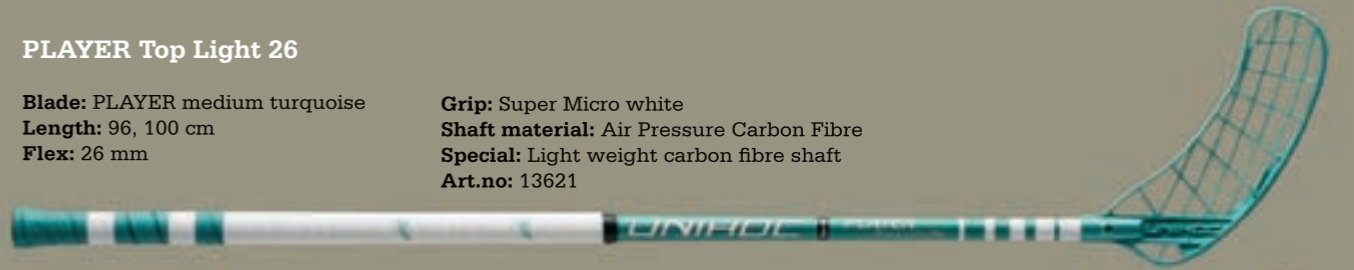 PLAYER Top Light 26
Blade: PLAYER medium turquoise
Length: 96, 100 cm
Flex: 26 mm
Grip: Super Micro white
Shaft material: Air Pressure Carbon Fibre
Special: Light weight carbon fibre shaft
Art.no: 13621
UNIHOC
PLAYER